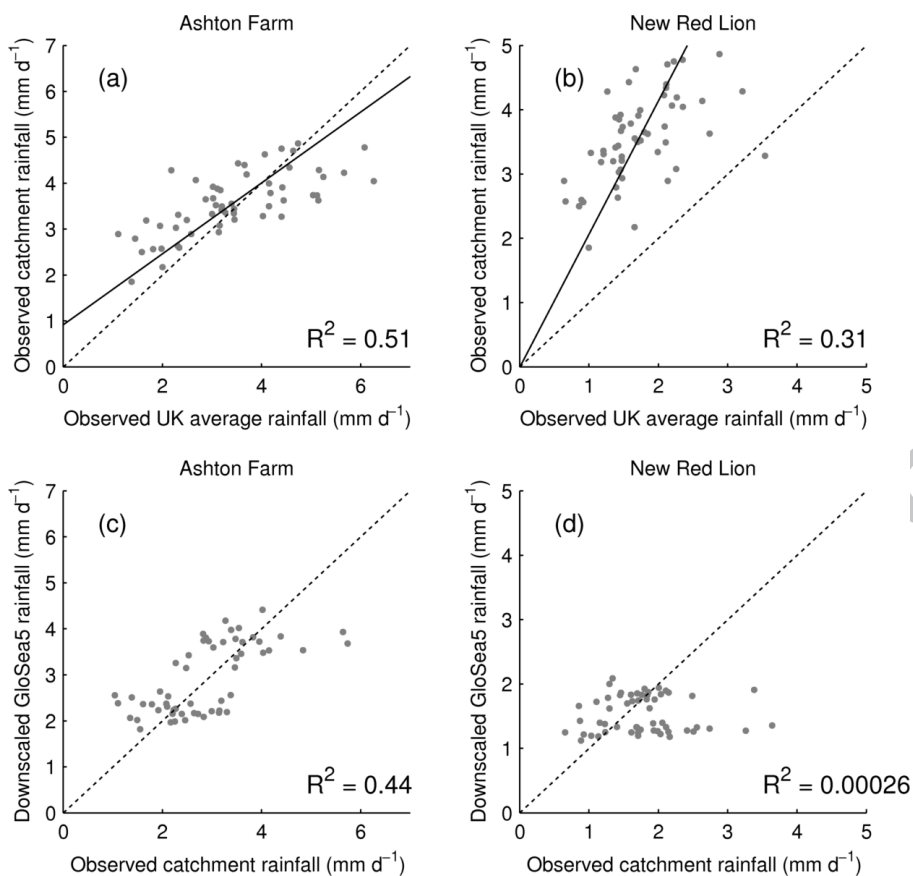 Ashton Farm
New Red Lion
7
6
5
4
3
2
1
0
Observed catchment rainfall (mm d⁻¹)
(a)
R² = 0.51
0 2 4 6
Observed UK average rainfall (mm d⁻¹)
5
4
3
2
1
0
Observed catchment rainfall (mm d⁻¹)
(b)
R² = 0.31
0 1 2 3 4 5
Observed UK average rainfall (mm d⁻¹)
Ashton Farm
New Red Lion
7
6
5
4
3
2
1
0
Downscaled GloSea5 rainfall (mm d⁻¹)
(c)
R² = 0.44
0 2 4 6
Observed catchment rainfall (mm d⁻¹)
5
4
3
2
1
0
Downscaled GloSea5 rainfall (mm d⁻¹)
(d)
R² = 0.00026
0 1 2 3 4 5
Observed catchment rainfall (mm d⁻¹)